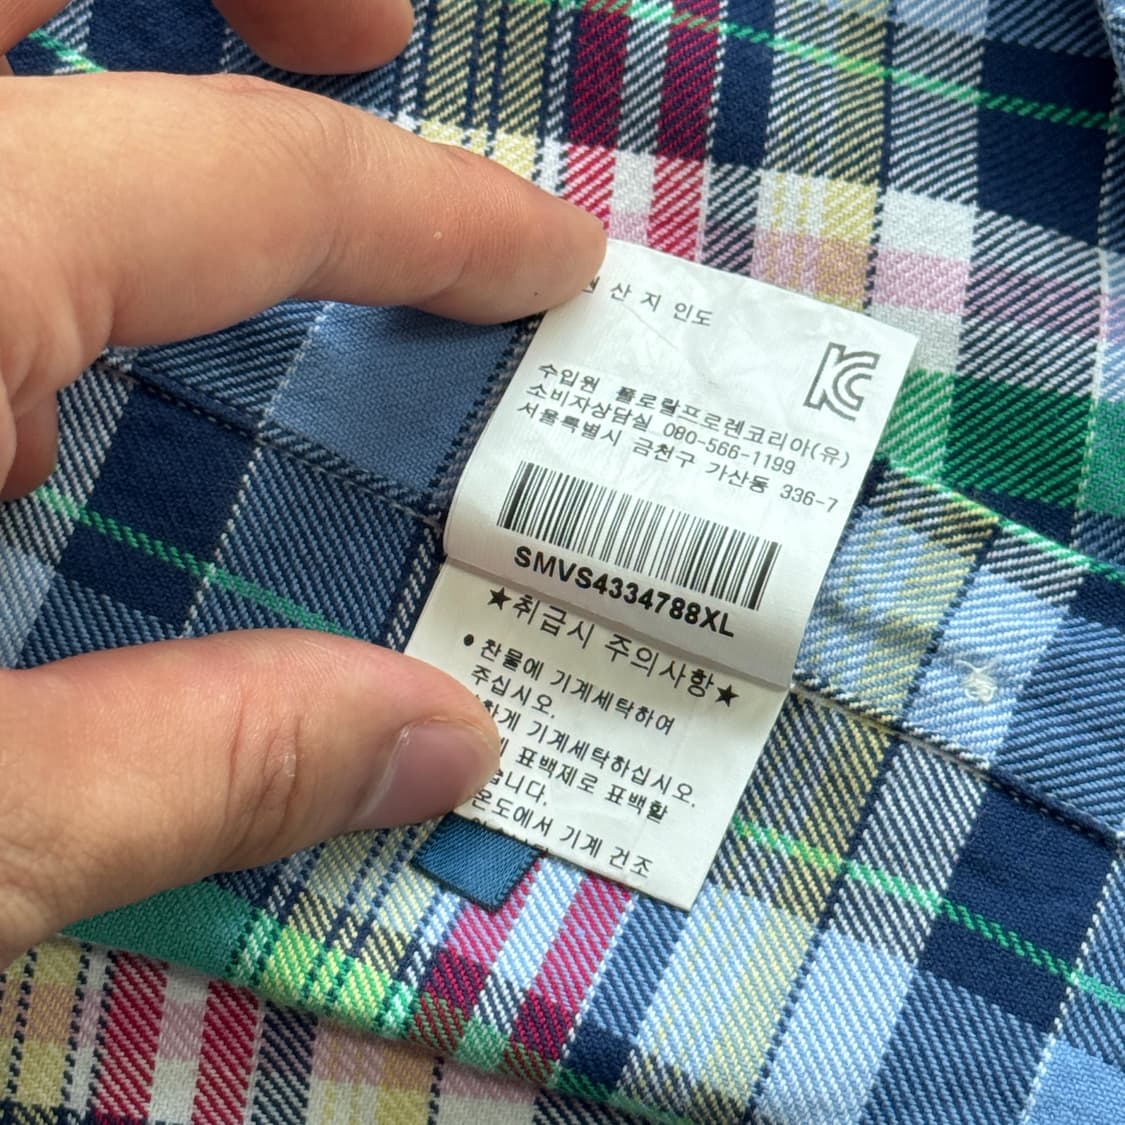 산 지 인도
KC
수입원 폴로랄프로렌코리아(유)
소비자상담실 080-566-1199
서울특별시 금천구 가산동 336-7
SMVS4334788XL
★취급시 주의사항★
● 찬물에 기계세탁하여
주십시오.
하게 기계세탁하십시오.
표백제로 표백할
습니다.
온도에서 기계 건조